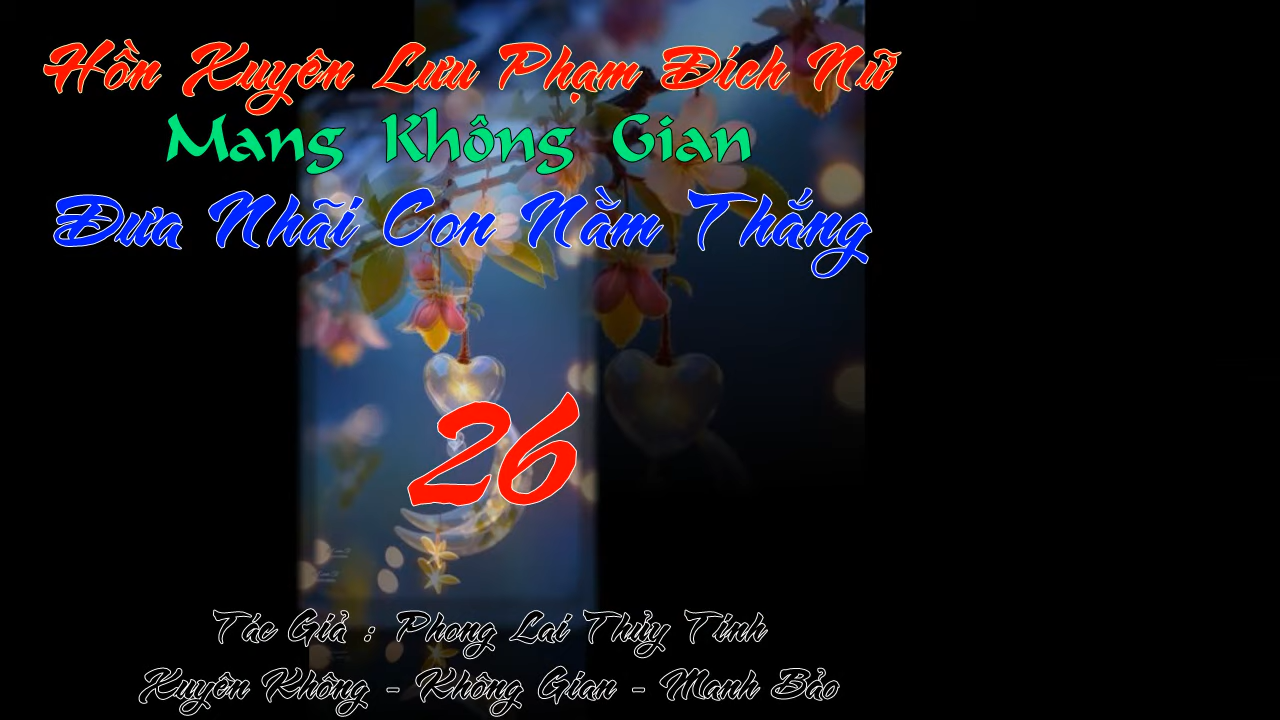 Hồn Xuyên Lưu Phạm Đích Nữ
Mang Không Gian
Đưa Nhãi Con Nằm Thắng
26
Tác Giả : Phong Lai Thủy Tính
Xuyên Không - Không Gian - Manh Bảo